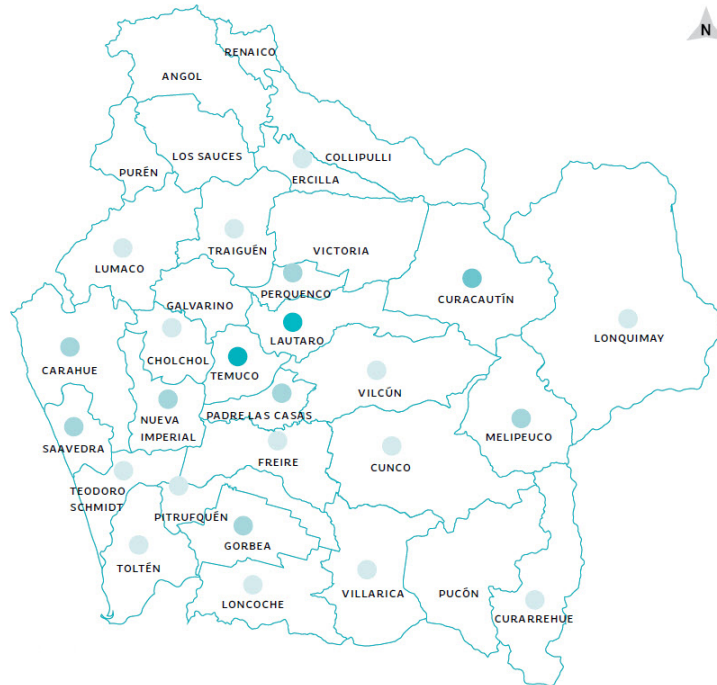 N
RENAICO
ANGOL
LOS SAUCES
COLLIPULLI
PURÉN
ERCILLA
TRAIGUÉN
VICTORIA
LUMACO
PERQUENCO
CURACAUTÍN
GALVARINO
LAUTARO
LONQUIMAY
CHOLCHOL
CARAHUE
TEMUCO
VILCÚN
PADRE LAS CASAS
NUEVA
IMPERIAL
MELIPEUCO
SAAVEDRA
FREIRE
CUNCO
TEODORO
SCHMIDT
PITRUFQUÉN
GORBEA
TOLTÉN
VILLARICA
PUCÓN
LONCOCHE
CURARREHUE